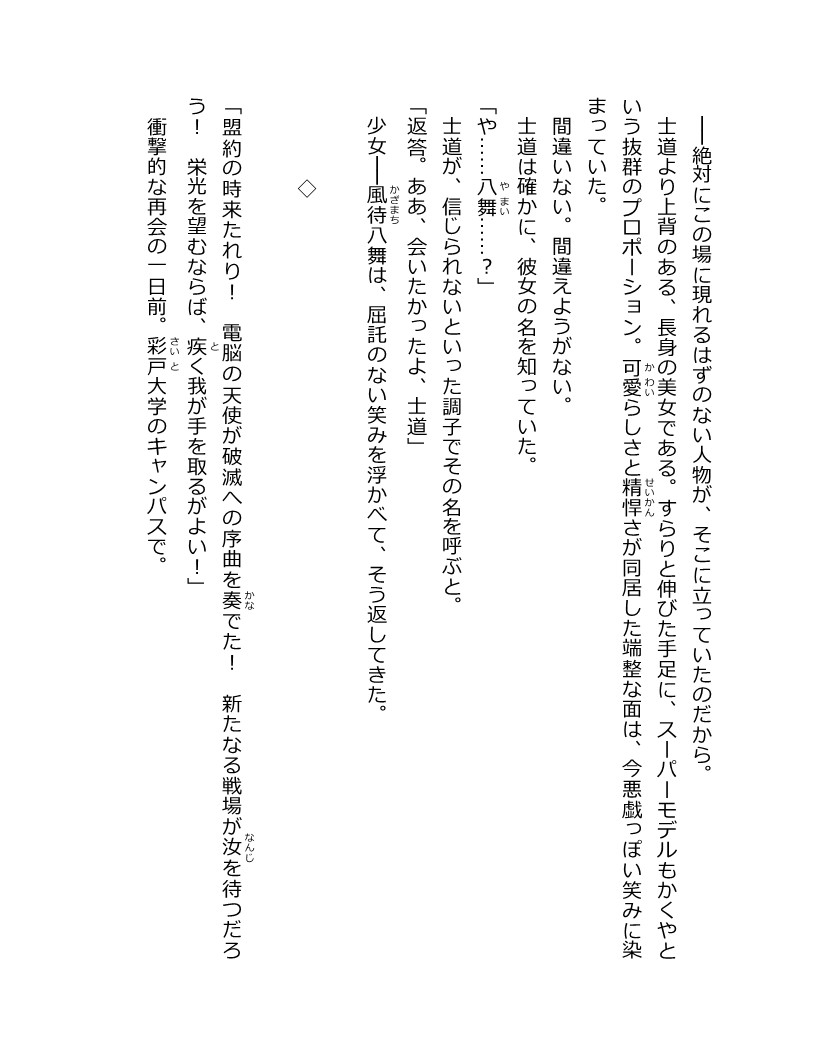 ――絶対にこの場に現れるはずのない人物が、そこに立っていたのだから。
士道より上背のある、長身の美女である。すらりと伸びた手足に、スーパーモデルもかくやと
いう抜群のプロポーション。可愛らしさと精悍さが同居した端整な面は、今悪戯っぽい笑みに染
まっていた。
間違いない。間違えようがない。
士道は確かに、彼女の名を知っていた。
「や……八舞……？」
士道が、信じられないといった調子でその名を呼ぶと。
「返答。ああ、会いたかったよ、士道」
少女――風待八舞は、屈託のない笑みを浮かべて、そう返してきた。
◇
「盟約の時来たれり！　電脳の天使が破滅への序曲を奏でた！　新たなる戦場が汝を待つだろ
う！　栄光を望むならば、疾く我が手を取るがよい！」
衝撃的な再会の一日前。彩戸大学のキャンパスで。